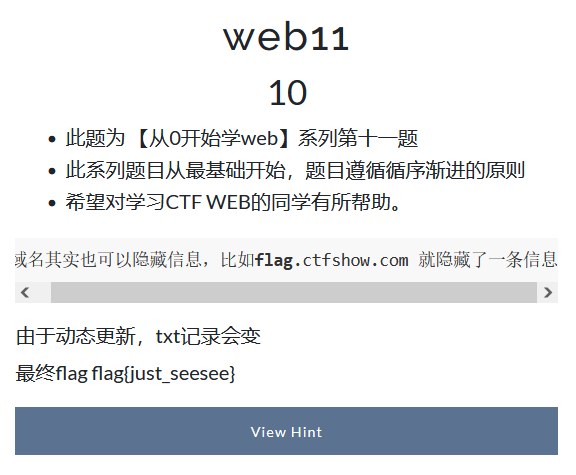 web11
10
此题为 【从0开始学web】系列第十一题
此系列题目从最基础开始，题目遵循循序渐进的原则
希望对学习CTF WEB的同学有所帮助。
域名其实也可以隐藏信息，比如flag.ctfshow.com 就隐藏了一条信息
由于动态更新，txt记录会变
最终flag flag{just_seesee}
View Hint